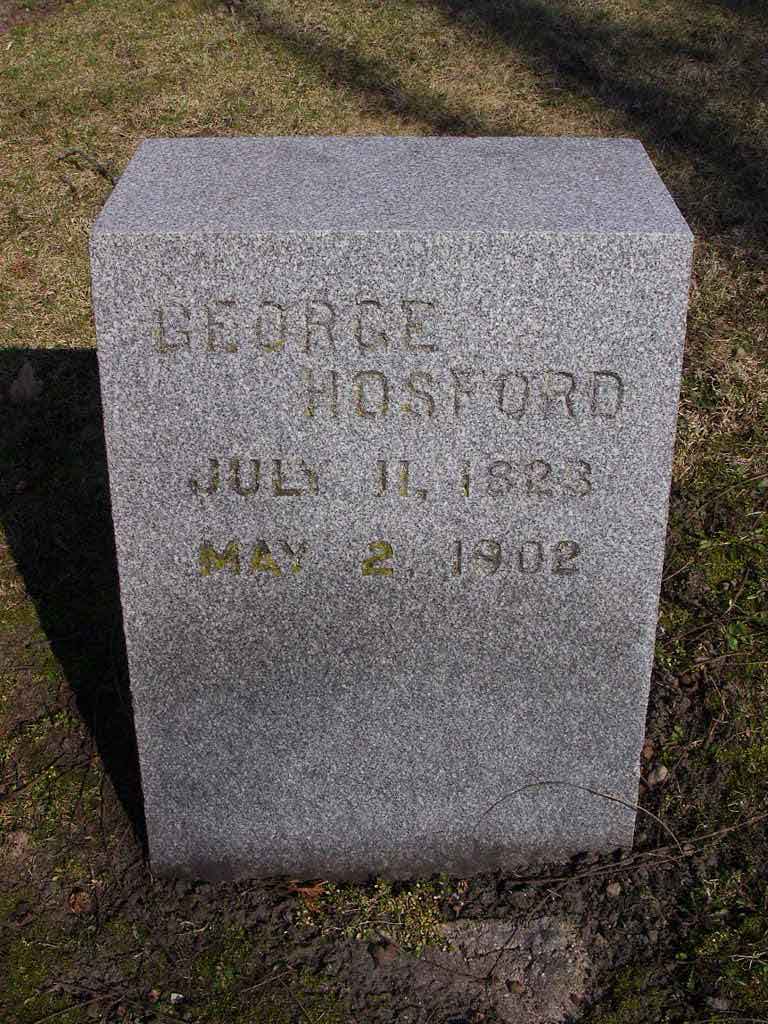 GEORGE
HOSFORD
JULY 11, 1823
MAY 2, 1902